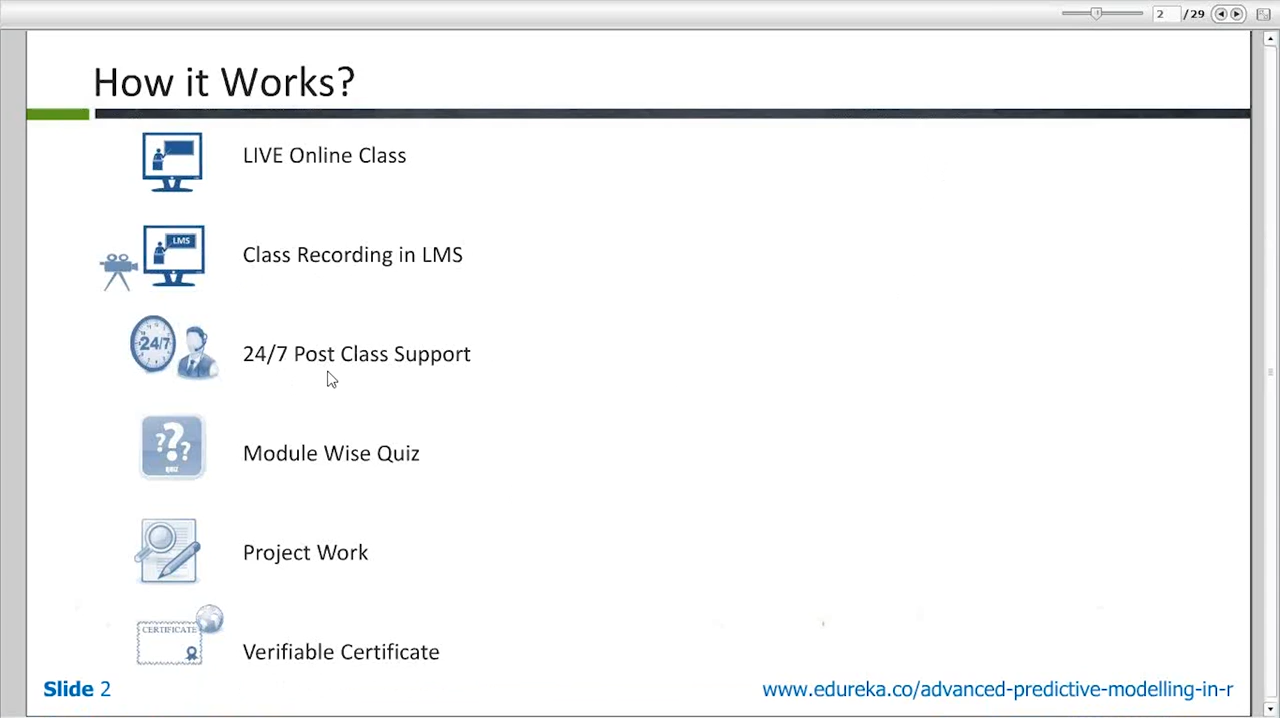 2 /29
How it Works?
LIVE Online Class
LMS
Class Recording in LMS
24/7
24/7 Post Class Support
Module Wise Quiz
QUIZ
Project Work
CERTIFICATE
Verifiable Certificate
Slide 2
www.edureka.co/advanced-predictive-modelling-in-r